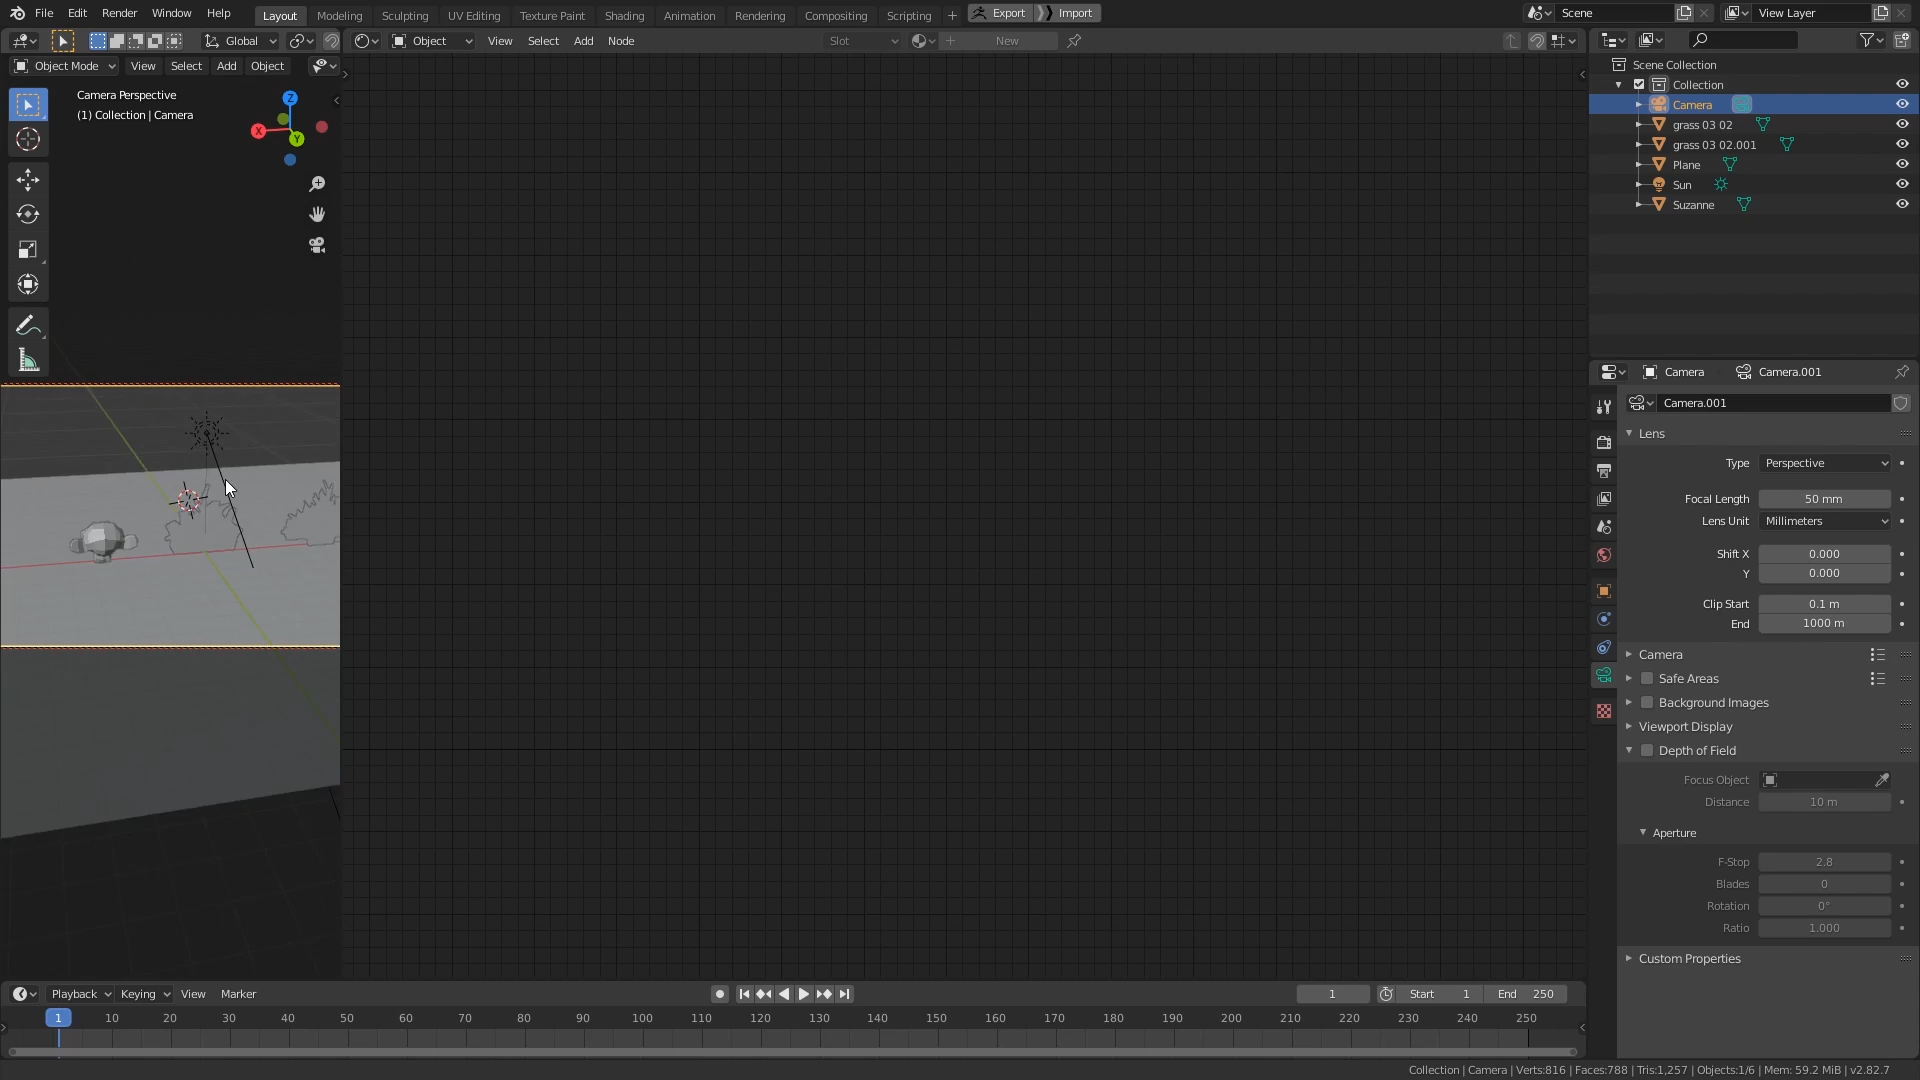 File Edit Render Window Help Layout Modeling Sculpting UV Editing Texture Paint Shading Animation Rendering Compositing Scripting + Export Import Scene View Layer
Global Object View Select Add Node Slot New
Object Mode View Select Add Object
Camera Perspective
(1) Collection | Camera
Z
X
Y
Scene Collection
Collection
Camera
grass 03 02
grass 03 02.001
Plane
Sun
Suzanne
Camera Camera.001
Camera.001
Lens
Type Perspective
Focal Length 50 mm
Lens Unit Millimeters
Shift X 0.000
Y 0.000
Clip Start 0.1 m
End 1000 m
Camera
Safe Areas
Background Images
Viewport Display
Depth of Field
Focus Object
Distance 10 m
Aperture
F-Stop 2.8
Blades 0
Rotation 0°
Ratio 1.000
Custom Properties
Playback Keying View Marker 1 Start 1 End 250
1 10 20 30 40 50 60 70 80 90 100 110 120 130 140 150 160 170 180 190 200 210 220 230 240 250
Collection | Camera | Verts:816 | Faces:788 | Tris:1,257 | Objects:1/6 | Mem: 59.2 MiB | v2.82.7